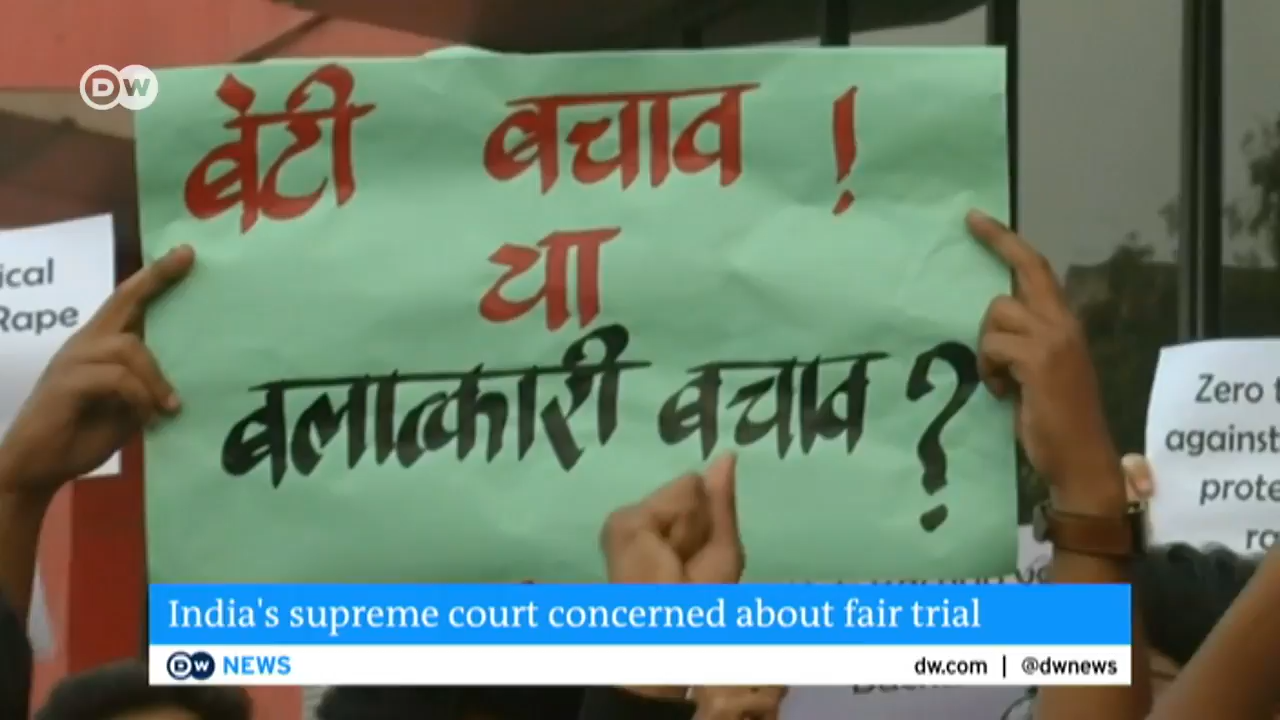 DW
बेटी बचाव !
या
बलात्कारी बचाव ?
ical
Rape
Zero
against
prote
India's supreme court concerned about fair trial
DW NEWS
dw.com | @dwnews